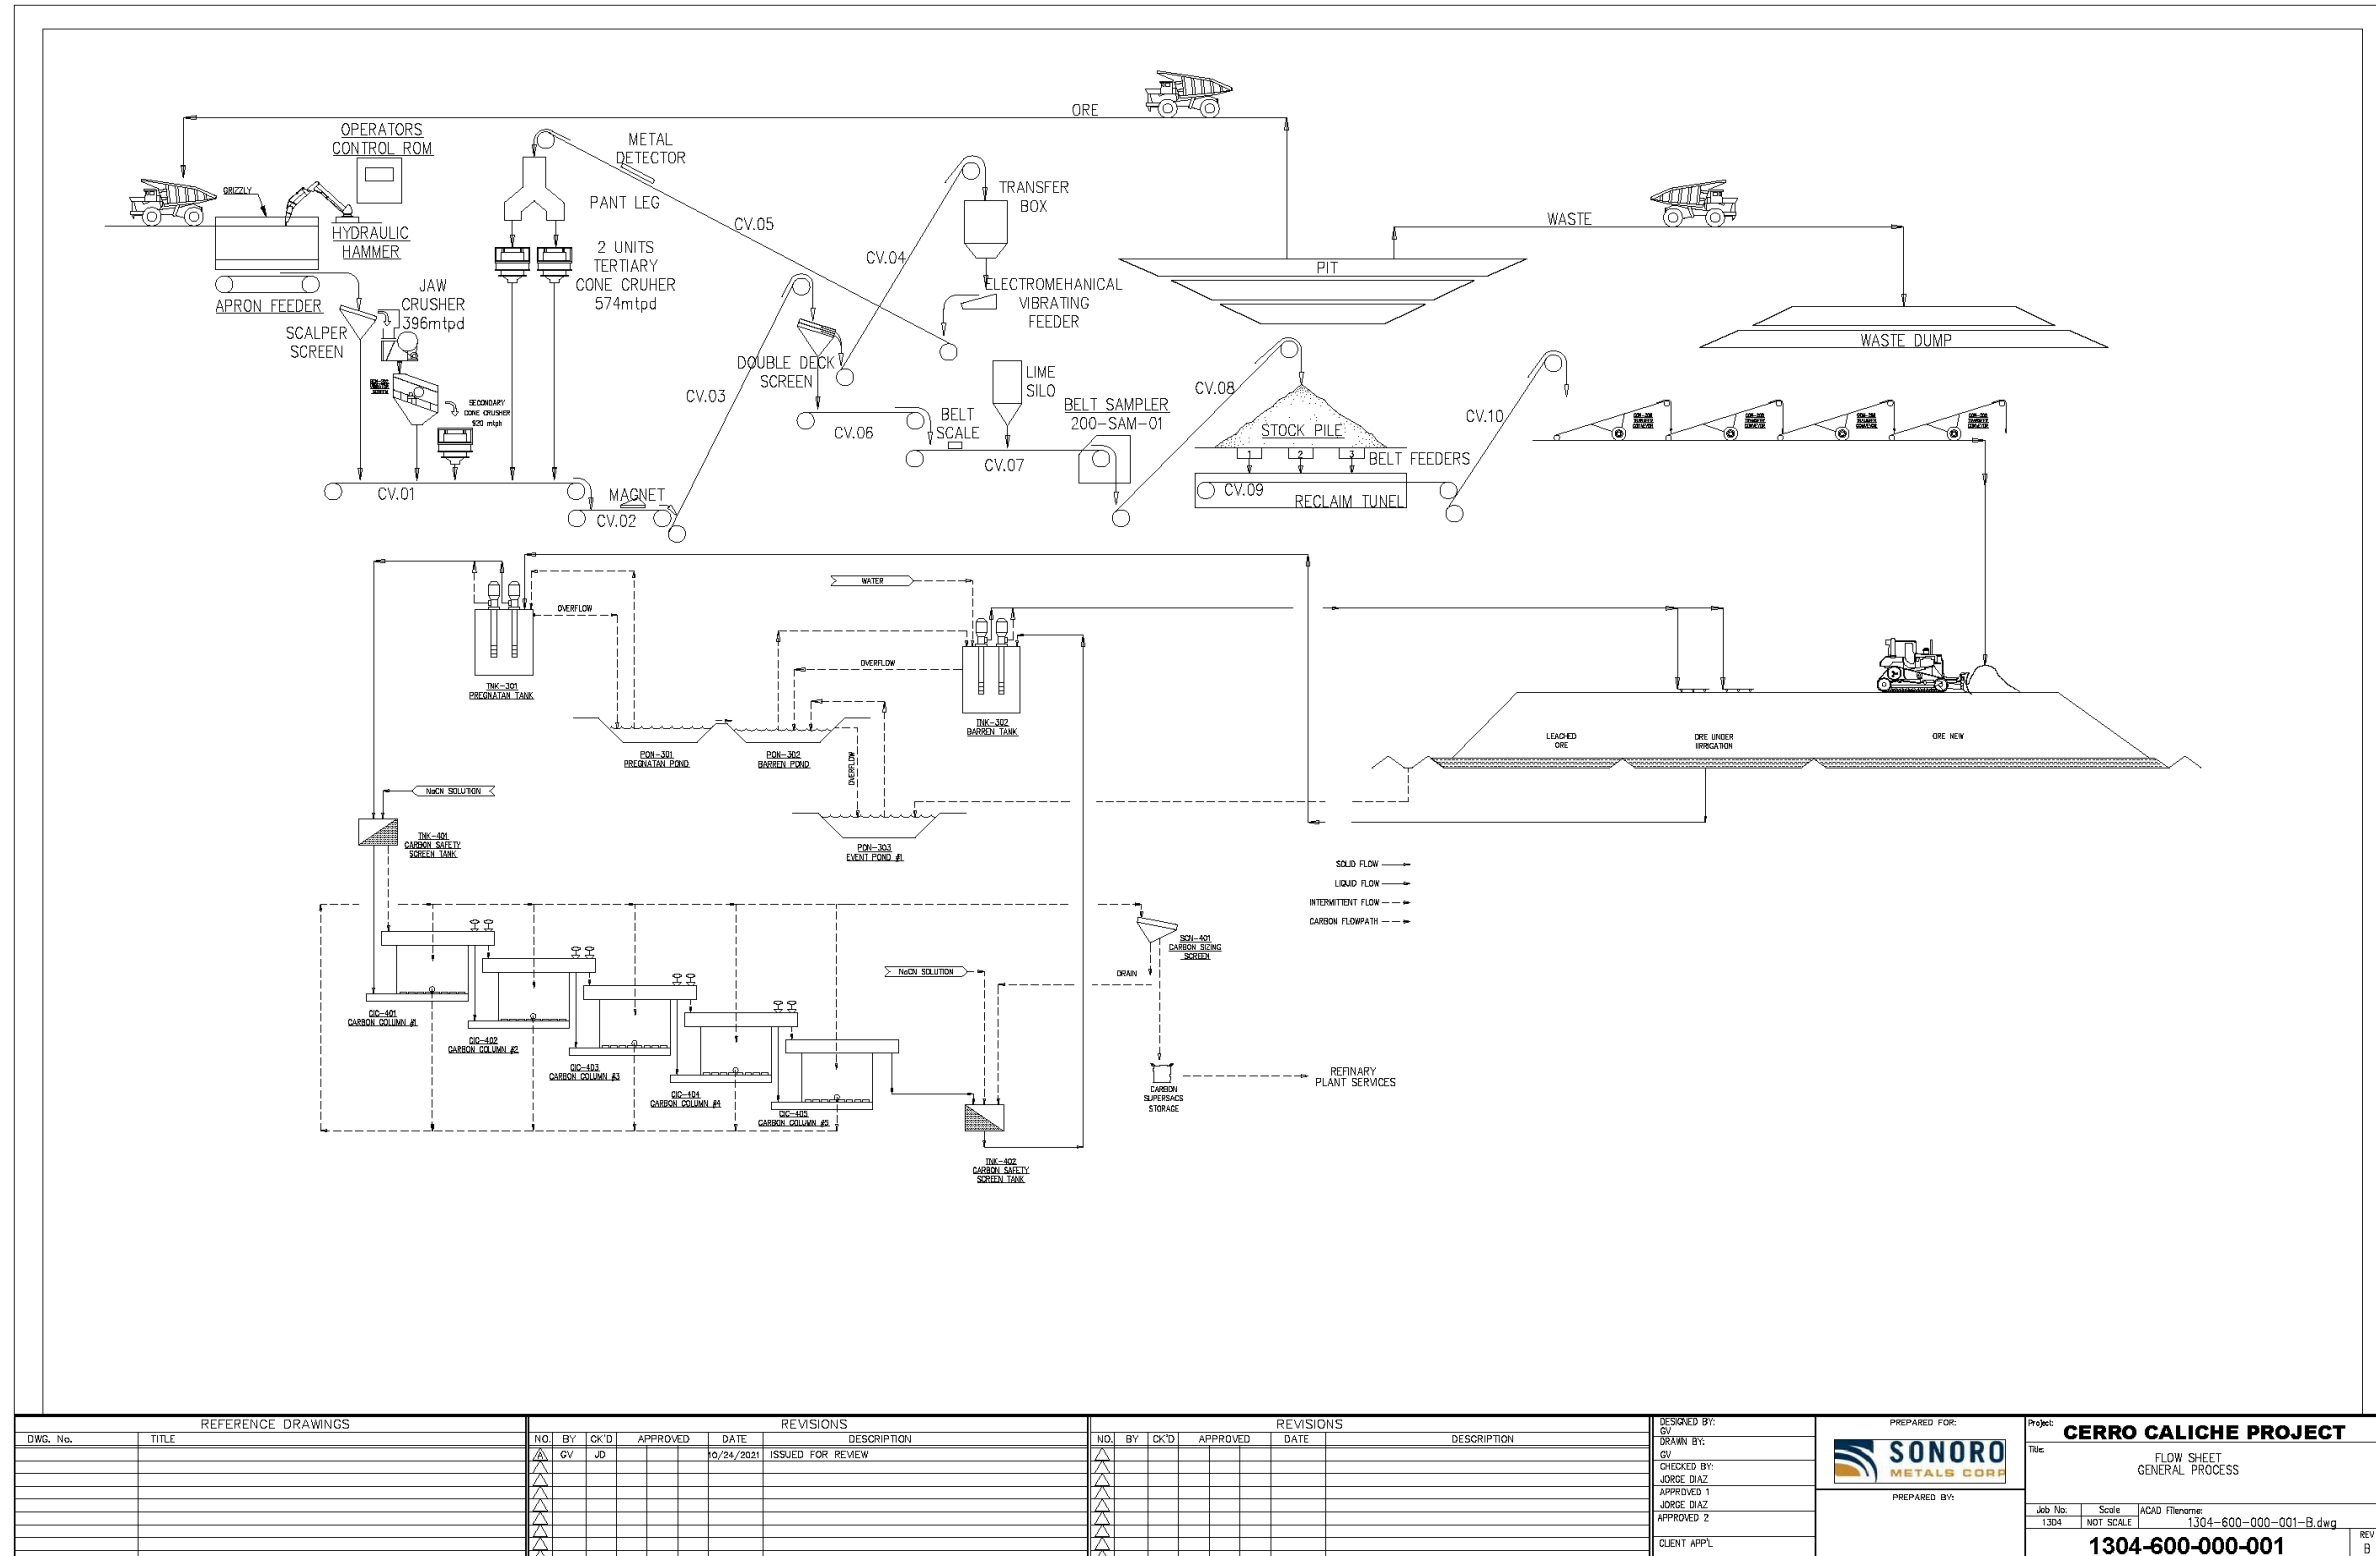 ORE
OPERATORS
CONTROL ROM
GRIZZLY
HYDRAULIC
HAMMER
APRON FEEDER
SCALPER
SCREEN
JAW
CRUSHER
396mtpd
SECONDARY
CONE CRUSHER
920 mtph
METAL
DETECTOR
PANT LEG
2 UNITS
TERTIARY
CONE CRUHER
574mtpd
CV.05
CV.04
TRANSFER
BOX
ELECTROMEHANICAL
VIBRATING
FEEDER
DOUBLE DECK
SCREEN
CV.03
CV.06
BELT
SCALE
LIME
SILO
CV.07
BELT SAMPLER
200-SAM-01
CV.08
STOCK PILE
1
2
3
BELT FEEDERS
CV.09
RECLAIM TUNEL
CV.10
CV.01
MAGNET
CV.02
PIT
WASTE
WASTE DUMP
WATER
OVERFLOW
TNK-301
PREGNATAN TANK
OVERFLOW
TNK-302
BARREN TANK
PON-301
PREGNATAN POND
PON-302
BARREN POND
OVERFLOW
PON-303
EVENT POND #1
LEACHED
ORE
ORE UNDER
IRRIGATION
ORE NEW
NaCN SOLUTION
TNK-401
CARBON SAFETY
SCREEN TANK
SOLID FLOW
LIQUID FLOW
INTERMITTENT FLOW
CARBON FLOWPATH
CIC-401
CARBON COLUMN #1
CIC-402
CARBON COLUMN #2
CIC-403
CARBON COLUMN #3
CIC-404
CARBON COLUMN #4
CIC-405
CARBON COLUMN #5
NaCN SOLUTION
SCN-401
CARBON SIZING
SCREEN
DRAIN
CARBON
SUPERSACS
STORAGE
REFINARY
PLANT SERVICES
TNK-402
CARBON SAFETY
SCREEN TANK
REFERENCE DRAWINGS
DWG. No. TITLE
REVISIONS
NO. BY CK'D APPROVED DATE DESCRIPTION
A GV JD 10/24/2021 ISSUED FOR REVIEW
REVISIONS
NO. BY CK'D APPROVED DATE DESCRIPTION
DESIGNED BY:
GV
DRAWN BY:
GV
CHECKED BY:
JORGE DIAZ
APPROVED 1
JORGE DIAZ
APPROVED 2
CLIENT APP'L
PREPARED FOR:
SONORO
METALS CORP
PREPARED BY:
Project:
CERRO CALICHE PROJECT
Title:
FLOW SHEET
GENERAL PROCESS
Job No: Scale ACAD Filename:
1304 NOT SCALE 1304-600-000-001-B.dwg
1304-600-000-001
REV
B